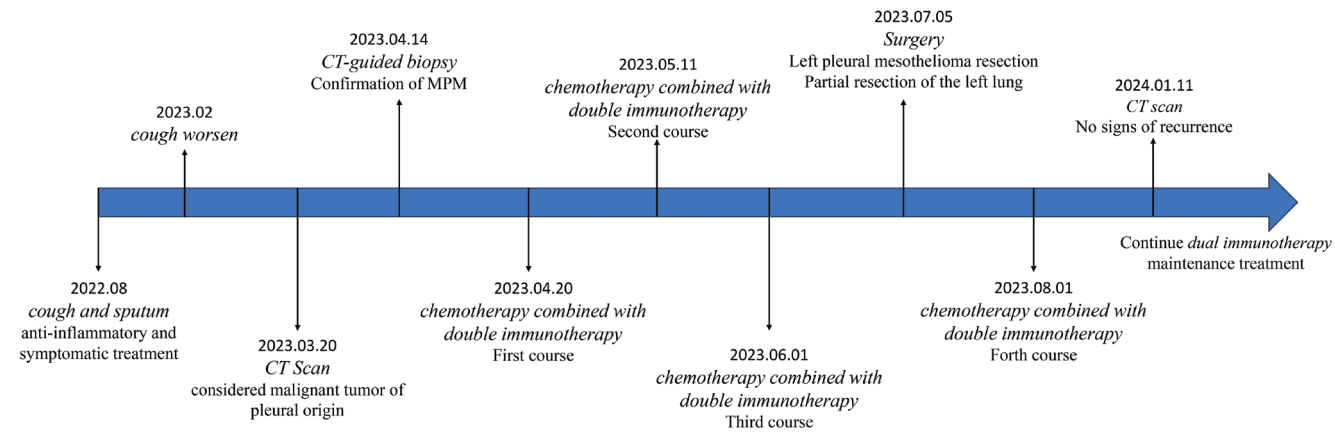 2022.08
cough and sputum
anti-inflammatory and
symptomatic treatment
2023.02
cough worsen
2023.03.20
CT Scan
considered malignant tumor of
pleural origin
2023.04.14
CT-guided biopsy
Confirmation of MPM
2023.04.20
chemotherapy combined with
double immunotherapy
First course
2023.05.11
chemotherapy combined with
double immunotherapy
Second course
2023.06.01
chemotherapy combined with
double immunotherapy
Third course
2023.07.05
Surgery
Left pleural mesothelioma resection
Partial resection of the left lung
2023.08.01
chemotherapy combined with
double immunotherapy
Forth course
2024.01.11
CT scan
No signs of recurrence
Continue dual immunotherapy
maintenance treatment